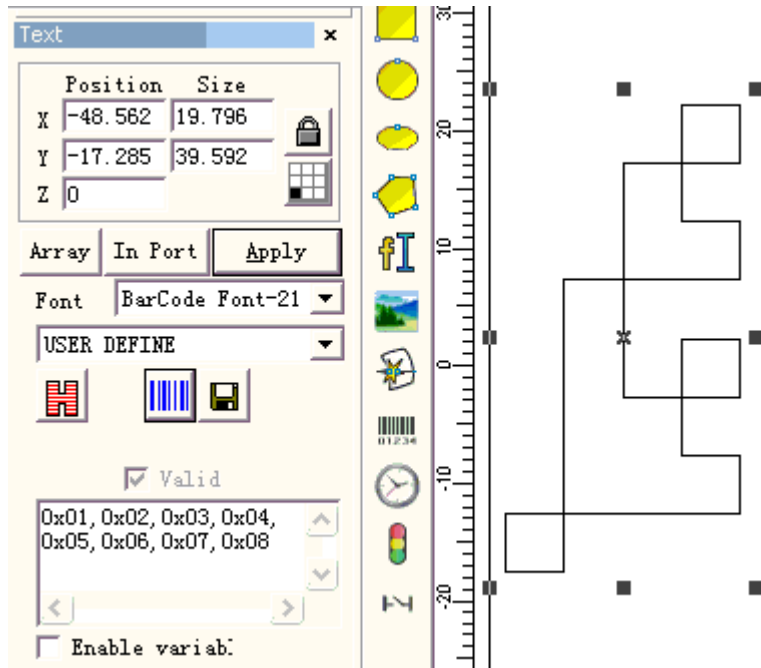 Text
Position Size
X -48.562 19.796
Y -17.285 39.592
Z 0
Array In Port Apply
Font BarCode Font-21
USER DEFINE
Valid
0x01, 0x02, 0x03, 0x04,
0x05, 0x06, 0x07, 0x08
Enable variab
01234
30
20
10
0
-10
-20